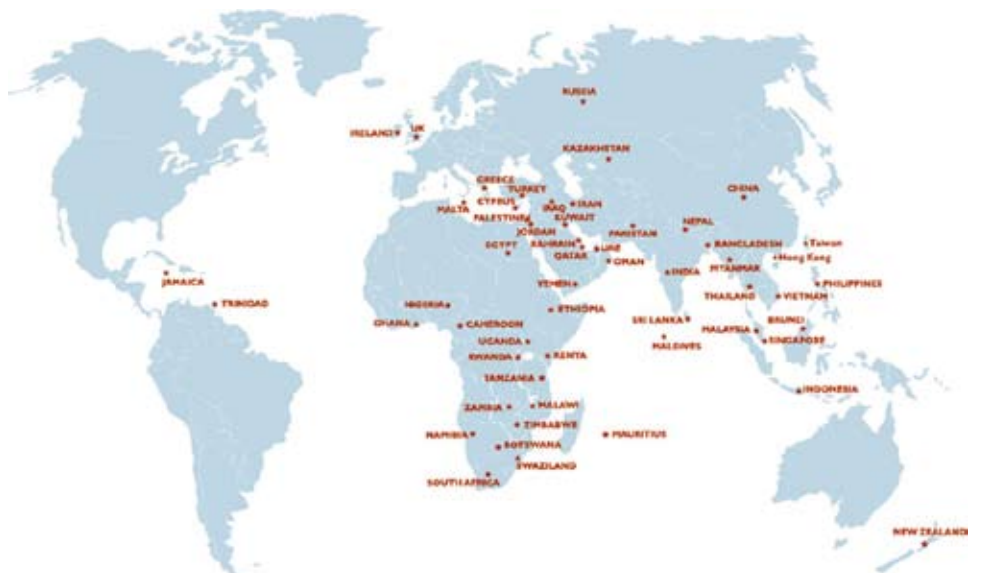 RUSSIA
IRELAND
UK
KAZAKHSTAN
GREECE
TURKEY
CHINA
MALTA
CYPRUS
IRAQ
IRAN
PALESTINE
KUWAIT
JORDAN
PAKISTAN
NEPAL
EGYPT
BAHRAIN
UAE
BANGLADESH
Taiwan
QATAR
OMAN
MYANMAR
Hong Kong
INDIA
JAMAICA
YEMEN
THAILAND
VIETNAM
PHILIPPINES
TRINIDAD
NIGERIA
ETHIOPIA
GHANA
CAMEROON
SRI LANKA
BRUNEI
MALAYSIA
UGANDA
SINGAPORE
MALDIVES
RWANDA
KENYA
TANZANIA
INDONESIA
ZAMBIA
MALAWI
ZIMBABWE
NAMIBIA
MAURITIUS
BOTSWANA
SWAZILAND
SOUTH AFRICA
NEW ZEALAND